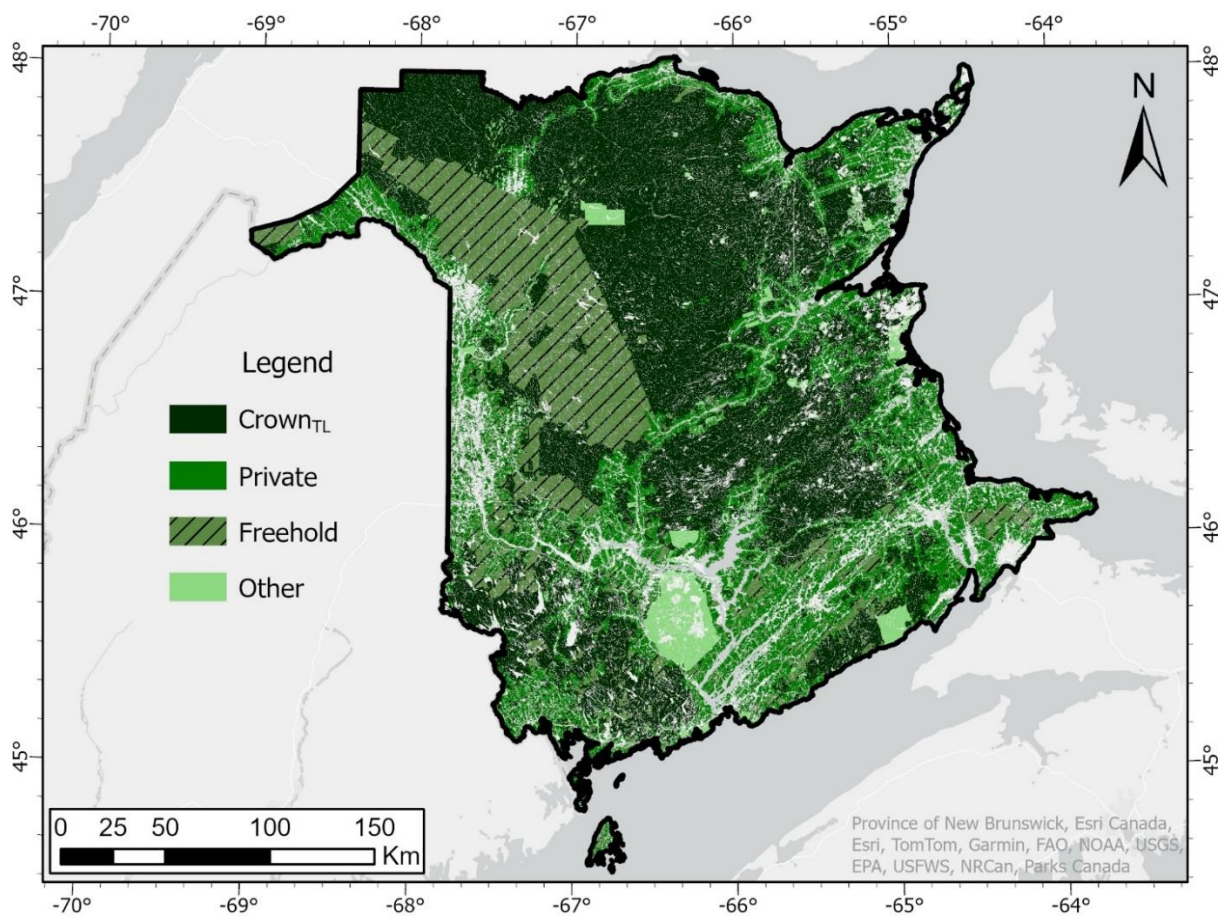 -70° -69° -68° -67° -66° -65° -64°
48° 48°
N
47° 47°
Legend
CrownTL
Private
Freehold
Other
46° 46°
45° 45°
0 25 50 100 150
Km
Province of New Brunswick, Esri Canada,
Esri, TomTom, Garmin, FAO, NOAA, USGS,
EPA, USFWS, NRCan, Parks Canada
-70° -69° -68° -67° -66° -65° -64°